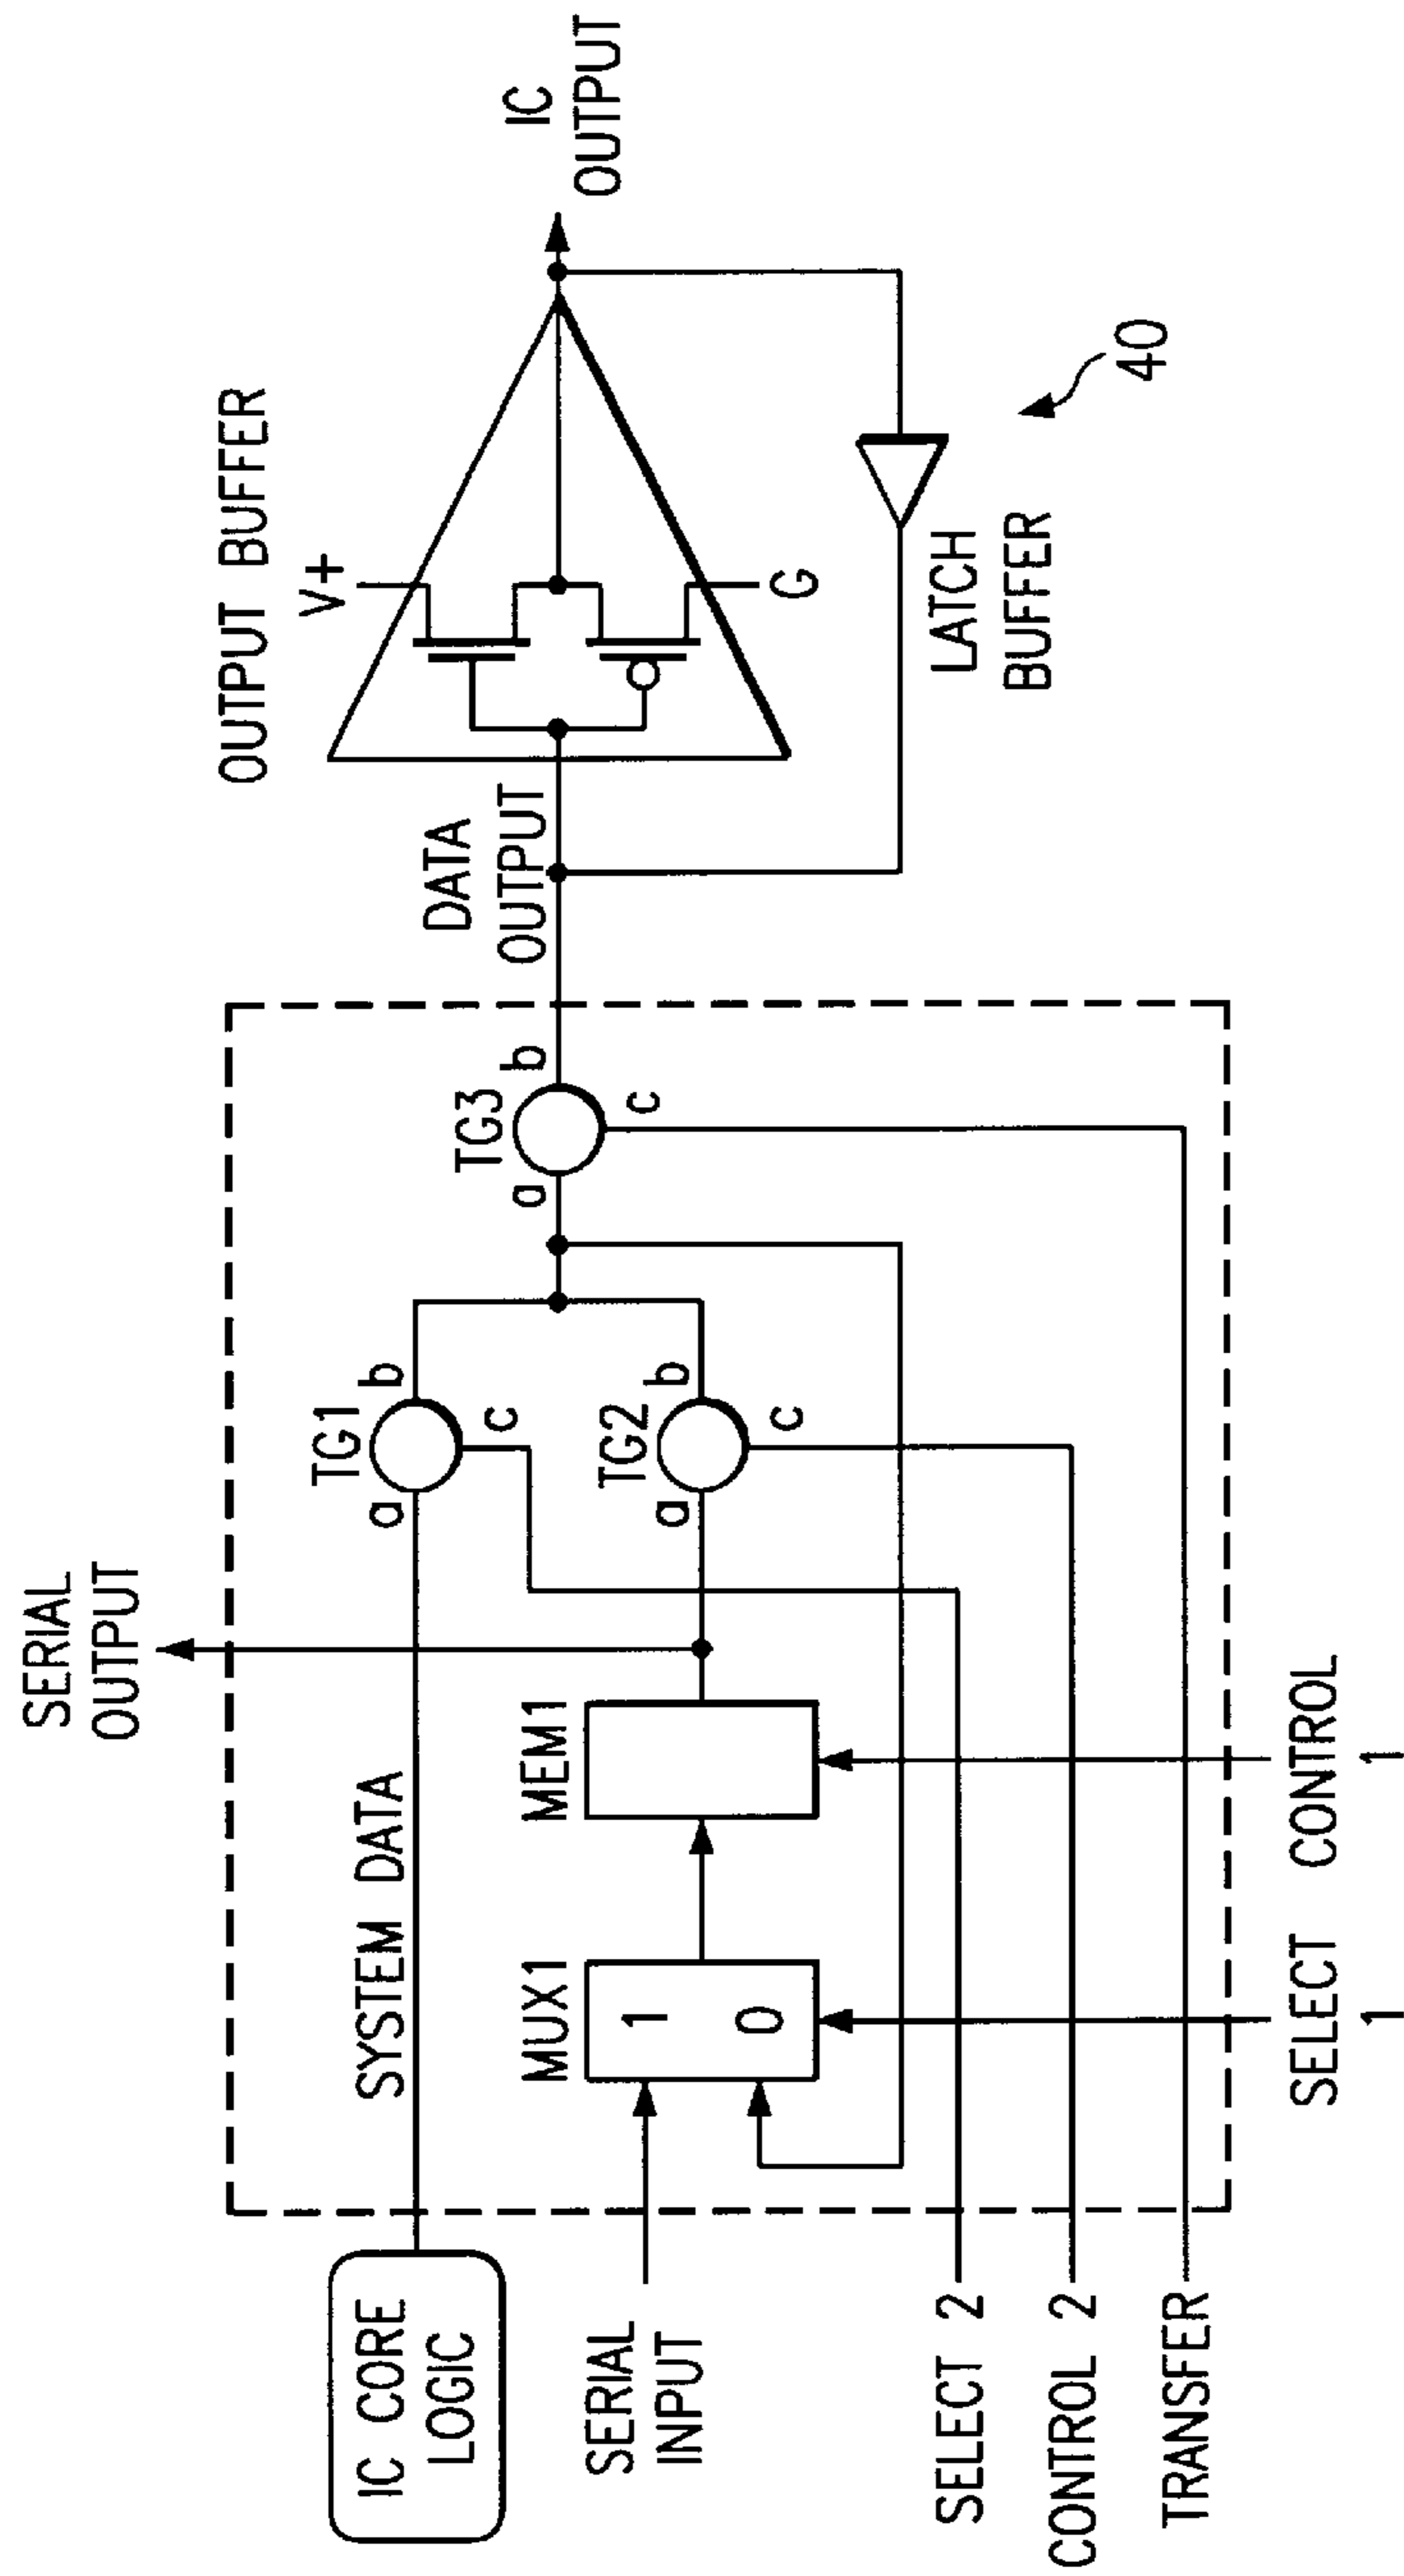 SERIAL
OUTPUT
OUTPUT BUFFER
V+
IC
OUTPUT
IC CORE
LOGIC
SYSTEM DATA
TG1
a
b
c
DATA
OUTPUT
TG3
a
b
c
SERIAL
INPUT
MUX1
1
0
MEM1
TG2
a
b
c
G
LATCH
BUFFER
40
SELECT 2
CONTROL 2
TRANSFER
SELECT
1
CONTROL
1